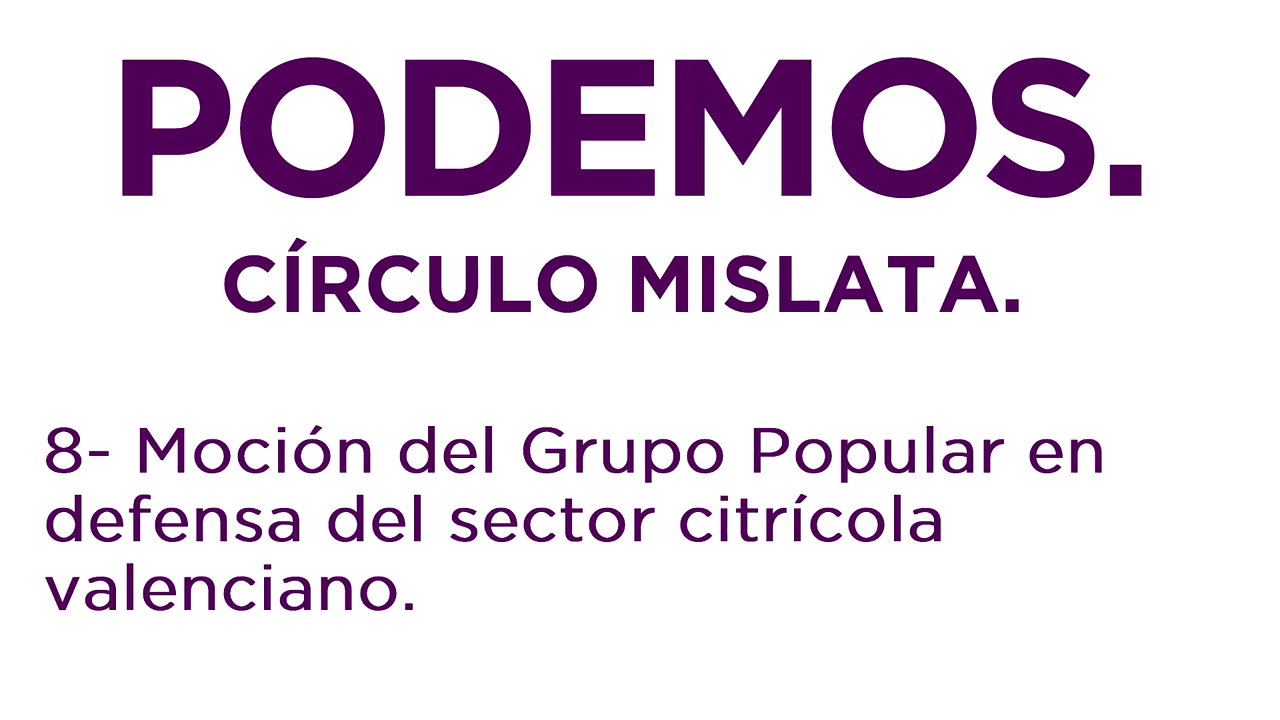 PODEMOS.
CÍRCULO MISLATA.
8- Moción del Grupo Popular en
defensa del sector citrícola
valenciano.